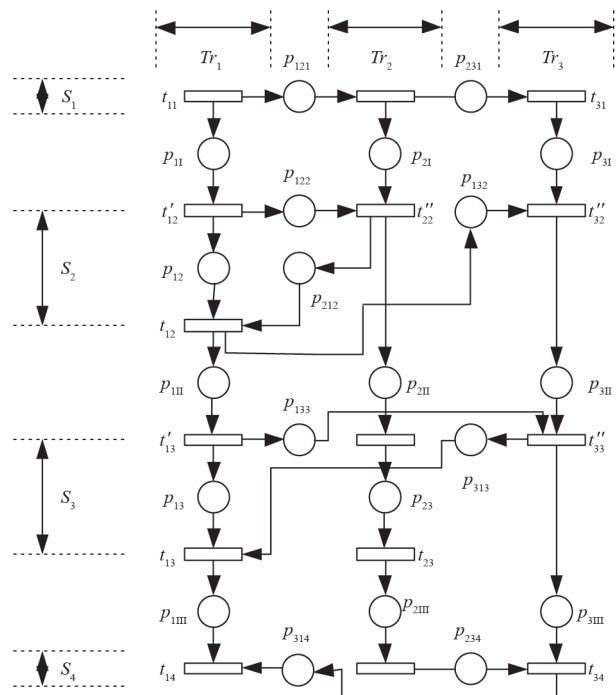 Tr₁ p₁₂₁ Tr₂ p₂₃₁ Tr₃
S₁ t₁₁ t₃₁
p₁I p₂I p₃I
p₁₂₂ p₁₃₂
t′₁₂ t″₂₂ t″₃₂
S₂ p₁₂ p₂₁₂
t₁₂
p₁II p₂II p₃II
p₁₃₃
t′₁₃ t″₃₃
S₃ p₁₃ p₂₃ p₃₁₃
t₁₃ t₂₃
p₁III p₂III p₃III
p₃₁₄ p₂₃₄
S₄ t₁₄ t₃₄